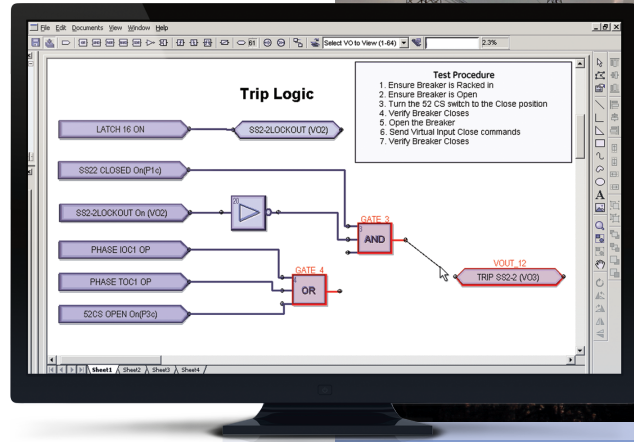 File Edit Documents View Window Help
61 Select VO to View (1-64) 2.3%
Trip Logic
Test Procedure
1. Ensure Breaker is Racked in
2. Ensure Breaker is Open
3. Turn the 52 CS switch to the Close position
4. Verify Breaker Closes
5. Open the Breaker
6. Send Virtual Input Close commands
7. Verify Breaker Closes
LATCH 16 ON
SS2-2LOCKOUT (VO2)
SS22 CLOSED On(P1c)
SS2-2LOCKOUT On (VO2)
20
GATE_3
3
AND
PHASE IOC1 OP
PHASE TOC1 OP
52CS OPEN On(P3c)
GATE_4
OR
VOUT_12
TRIP SS2-2 (VO3)
Sheet1 Sheet2 Sheet3 Sheet4